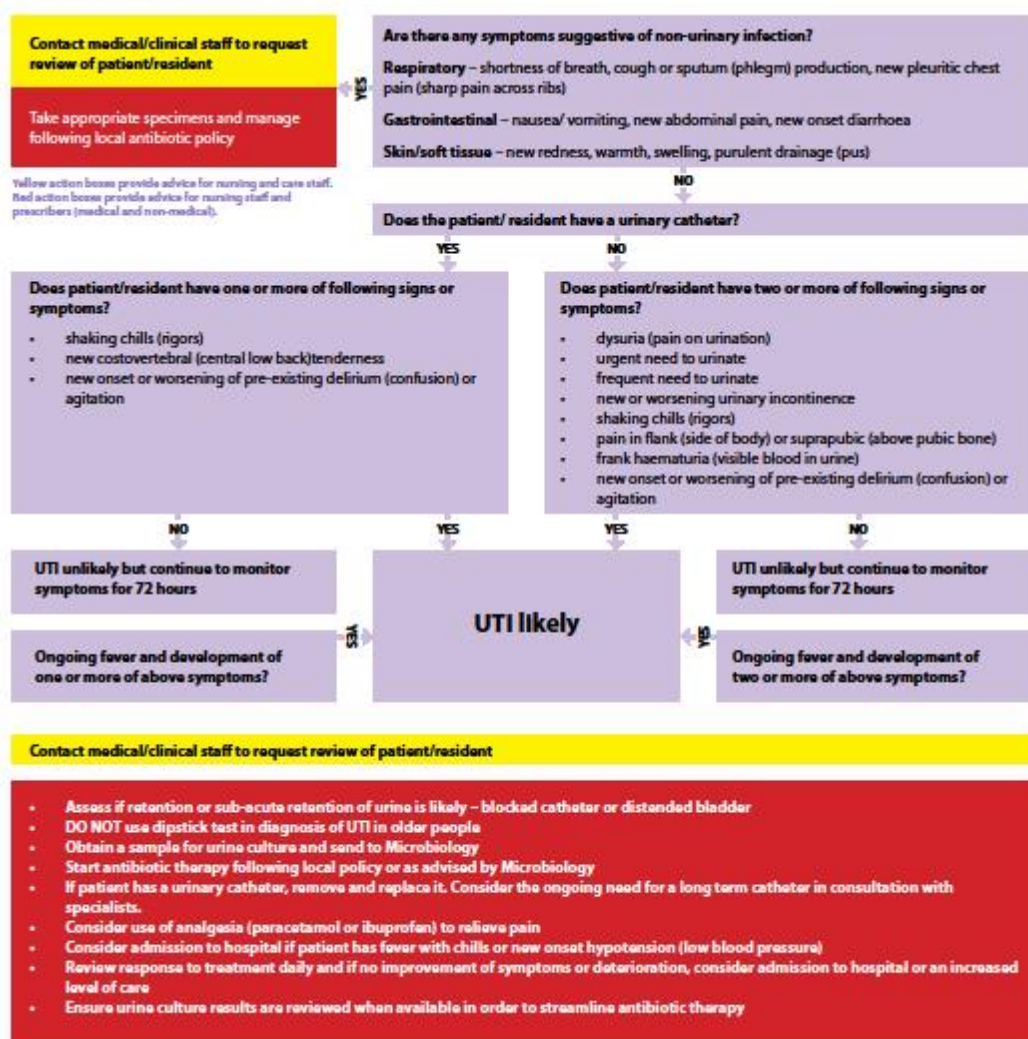 Contact medical/clinical staff to request
review of patient/resident
Take appropriate specimens and manage
following local antibiotic policy
Yellow action boxes provide advice for nursing and care staff.
Red action boxes provide advice for nursing staff and
prescribers (medical and non-medical).
YES
Are there any symptoms suggestive of non-urinary infection?
Respiratory – shortness of breath, cough or sputum (phlegm) production, new pleuritic chest
pain (sharp pain across ribs)
Gastrointestinal – nausea/ vomiting, new abdominal pain, new onset diarrhoea
Skin/soft tissue – new redness, warmth, swelling, purulent drainage (pus)
NO
Does the patient/ resident have a urinary catheter?
YES
NO
Does patient/resident have one or more of following signs or
symptoms?
• shaking chills (rigors)
• new costovertebral (central low back)tenderness
• new onset or worsening of pre-existing delirium (confusion) or
agitation
Does patient/resident have two or more of following signs or
symptoms?
• dysuria (pain on urination)
• urgent need to urinate
• frequent need to urinate
• new or worsening urinary incontinence
• shaking chills (rigors)
• pain in flank (side of body) or suprapubic (above pubic bone)
• frank haematuria (visible blood in urine)
• new onset or worsening of pre-existing delirium (confusion) or
agitation
NO
YES
YES
NO
UTI unlikely but continue to monitor
symptoms for 72 hours
Ongoing fever and development of
one or more of above symptoms?
YES
UTI likely
YES
UTI unlikely but continue to monitor
symptoms for 72 hours
Ongoing fever and development of
two or more of above symptoms?
Contact medical/clinical staff to request review of patient/resident
• Assess if retention or sub-acute retention of urine is likely – blocked catheter or distended bladder
• DO NOT use dipstick test in diagnosis of UTI in older people
• Obtain a sample for urine culture and send to Microbiology
• Start antibiotic therapy following local policy or as advised by Microbiology
• If patient has a urinary catheter, remove and replace it. Consider the ongoing need for a long term catheter in consultation with
specialists.
• Consider use of analgesia (paracetamol or ibuprofen) to relieve pain
• Consider admission to hospital if patient has fever with chills or new onset hypotension (low blood pressure)
• Review response to treatment daily and if no improvement of symptoms or deterioration, consider admission to hospital or an increased
level of care
• Ensure urine culture results are reviewed when available in order to streamline antibiotic therapy